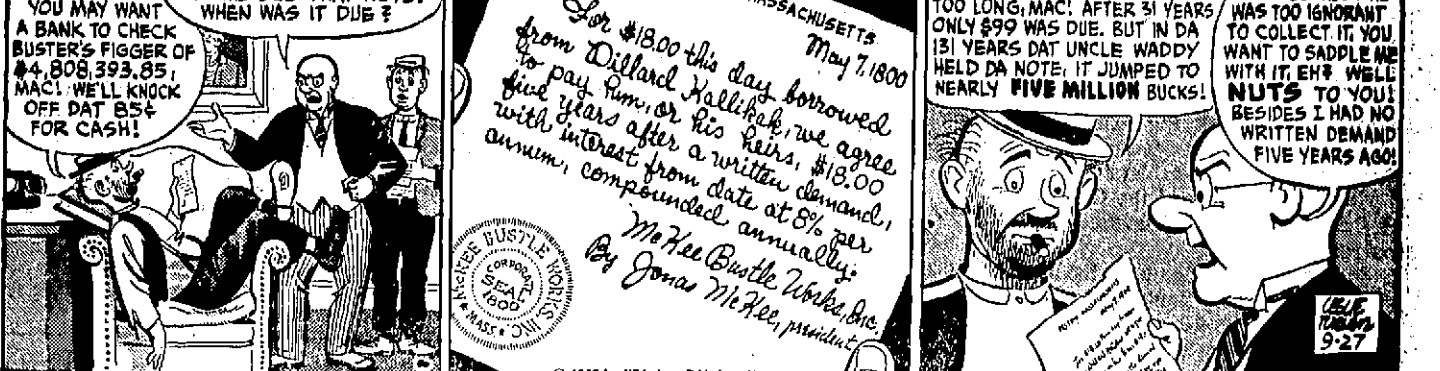 YOU MAY WANT
A BANK TO CHECK
BUSTER'S FIGGER OF
$4,808,393.85,
MAC! WE'LL KNOCK
OFF DAT 85¢
FOR CASH!
WHEN WAS IT DUE?
MASSACHUSETTS
May 7, 1800
For $18.00 this day borrowed
from Dillard Kallikak, we agree
to pay him, or his heirs, $18.00
five years after a written demand,
with interest from date at 8% per
annum, compounded annually.
McKee Bustle Works, Inc.
By Jonas McKee, president
MCKEE BUSTLE WORKS, INC.
CORPORATE
SEAL
1800
MASS
TOO LONG, MAC! AFTER 31 YEARS
ONLY $99 WAS DUE. BUT IN DA
131 YEARS DAT UNCLE WADDY
HELD DA NOTE, IT JUMPED TO
NEARLY FIVE MILLION BUCKS!
WAS TOO IGNORANT
TO COLLECT IT. YOU
WANT TO SADDLE ME
WITH IT, EH? WELL
NUTS TO YOU!
BESIDES I HAD NO
WRITTEN DEMAND
FIVE YEARS AGO!
9-27